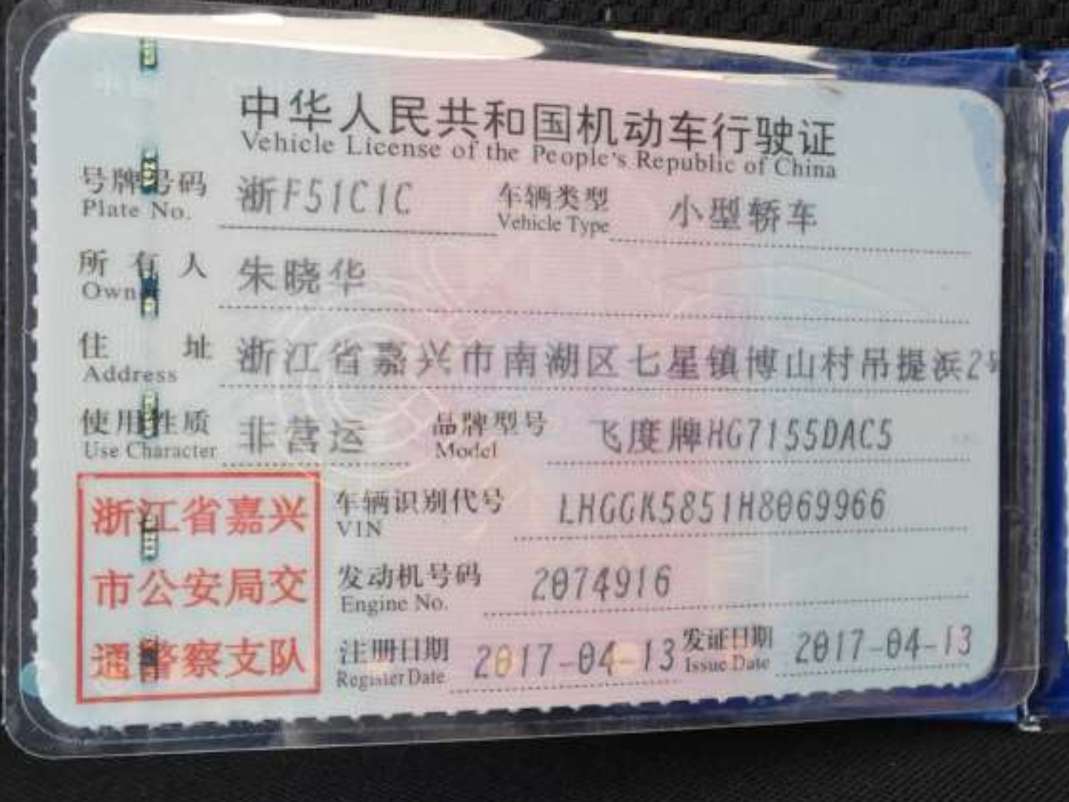 中华人民共和国机动车行驶证
Vehicle License of the People's Republic of China
号牌号码 浙F51C1C 车辆类型 小型轿车
Plate No. Vehicle Type
所有人 朱晓华
Owner
住址 浙江省嘉兴市南湖区七星镇博山村吊提浜2号
Address
使用性质 非营运 品牌型号 飞度牌HG7155DAC5
Use Character Model
浙江省嘉兴 车辆识别代号 LHGGK5851H8069966
VIN
市公安局交 发动机号码 2074916
Engine No.
通警察支队 注册日期 2017-04-13 发证日期 2017-04-13
Register Date Issue Date